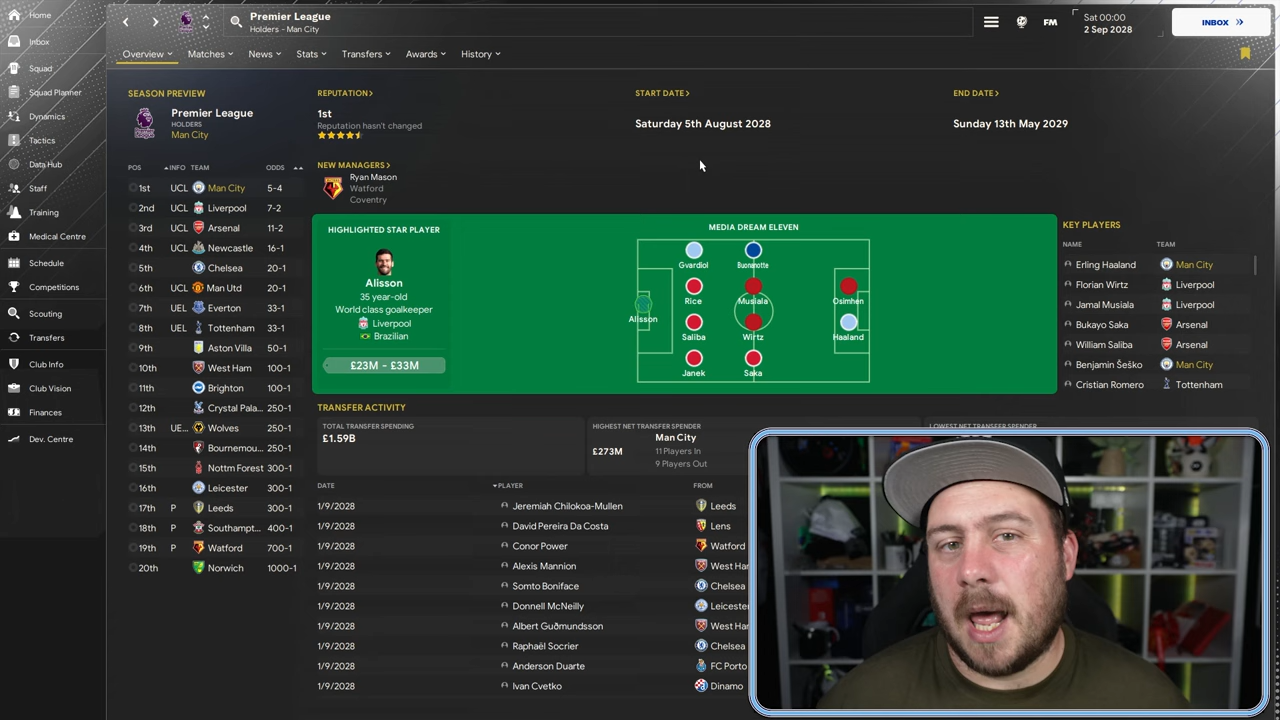 Home
Inbox
Squad
Squad Planner
Dynamics
Tactics
Data Hub
Staff
Training
Medical Centre
Schedule
Competitions
Scouting
Transfers
Club Info
Club Vision
Finances
Dev. Centre
Premier League
Holders - Man City
FM
Sat 00:00
2 Sep 2028
INBOX
Overview Matches News Stats Transfers Awards History
SEASON PREVIEW
Premier League
HOLDERS
Man City
POS INFO TEAM ODDS
1st UCL Man City 5-4
2nd UCL Liverpool 7-2
3rd UCL Arsenal 11-2
4th UCL Newcastle 16-1
5th Chelsea 20-1
6th UCL Man Utd 20-1
7th UEL Everton 33-1
8th UEL Tottenham 33-1
9th Aston Villa 50-1
10th West Ham 100-1
11th Brighton 100-1
12th Crystal Pala... 250-1
13th UE... Wolves 250-1
14th Bournemou... 250-1
15th Nottm Forest 300-1
16th Leicester 300-1
17th P Leeds 300-1
18th P Southampt... 400-1
19th P Watford 700-1
20th Norwich 1000-1
REPUTATION
1st
Reputation hasn't changed
START DATE
Saturday 5th August 2028
END DATE
Sunday 13th May 2029
NEW MANAGERS
Ryan Mason
Watford
Coventry
HIGHLIGHTED STAR PLAYER
Alisson
35 year-old
World class goalkeeper
Liverpool
Brazilian
£23M - £33M
MEDIA DREAM ELEVEN
Gvardiol Buonanotte
Rice Musiala Osimhen
Alisson
Saliba Wirtz Haaland
Janek Saka
KEY PLAYERS
NAME TEAM
Erling Haaland Man City
Florian Wirtz Liverpool
Jamal Musiala Liverpool
Bukayo Saka Arsenal
William Saliba Arsenal
Benjamin Šeško Man City
Cristian Romero Tottenham
TRANSFER ACTIVITY
TOTAL TRANSFER SPENDING
£1.59B
HIGHEST NET TRANSFER SPENDER
Man City
£273M
11 Players In
9 Players Out
LOWEST NET TRANSFER SPENDER
DATE PLAYER FROM
1/9/2028 Jeremiah Chilokoa-Mullen Leeds
1/9/2028 David Pereira Da Costa Lens
1/9/2028 Conor Power Watford
1/9/2028 Alexis Mannion West Ha
1/9/2028 Somto Boniface Chelsea
1/9/2028 Donnell McNeilly Leiceste
1/9/2028 Albert Guðmundsson West Ha
1/9/2028 Raphaël Socrier Chelsea
1/9/2028 Anderson Duarte FC Porto
1/9/2028 Ivan Cvetko Dinamo